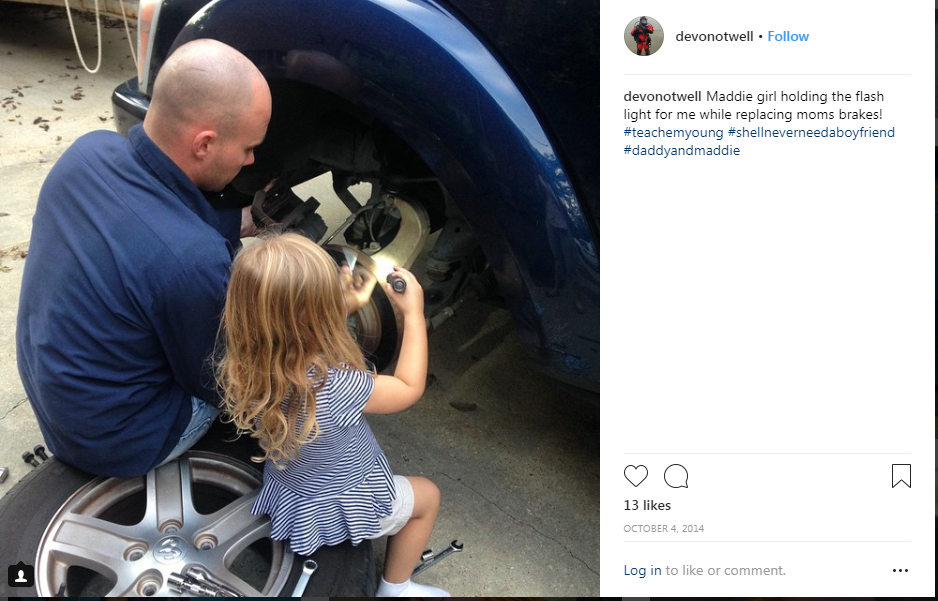 devonotwell • Follow
devonotwell Maddie girl holding the flash
light for me while replacing moms brakes!
#teachemyoung #shellneverneedaboyfriend
#daddyandmaddie
13 likes
OCTOBER 4, 2014
Log in to like or comment.